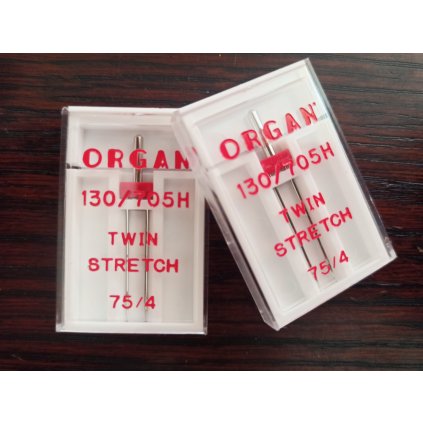 ORGAN
130/705H
TWIN
STRETCH
75/4
ORGAN
130/705H
TWIN
STRETCH
75/4